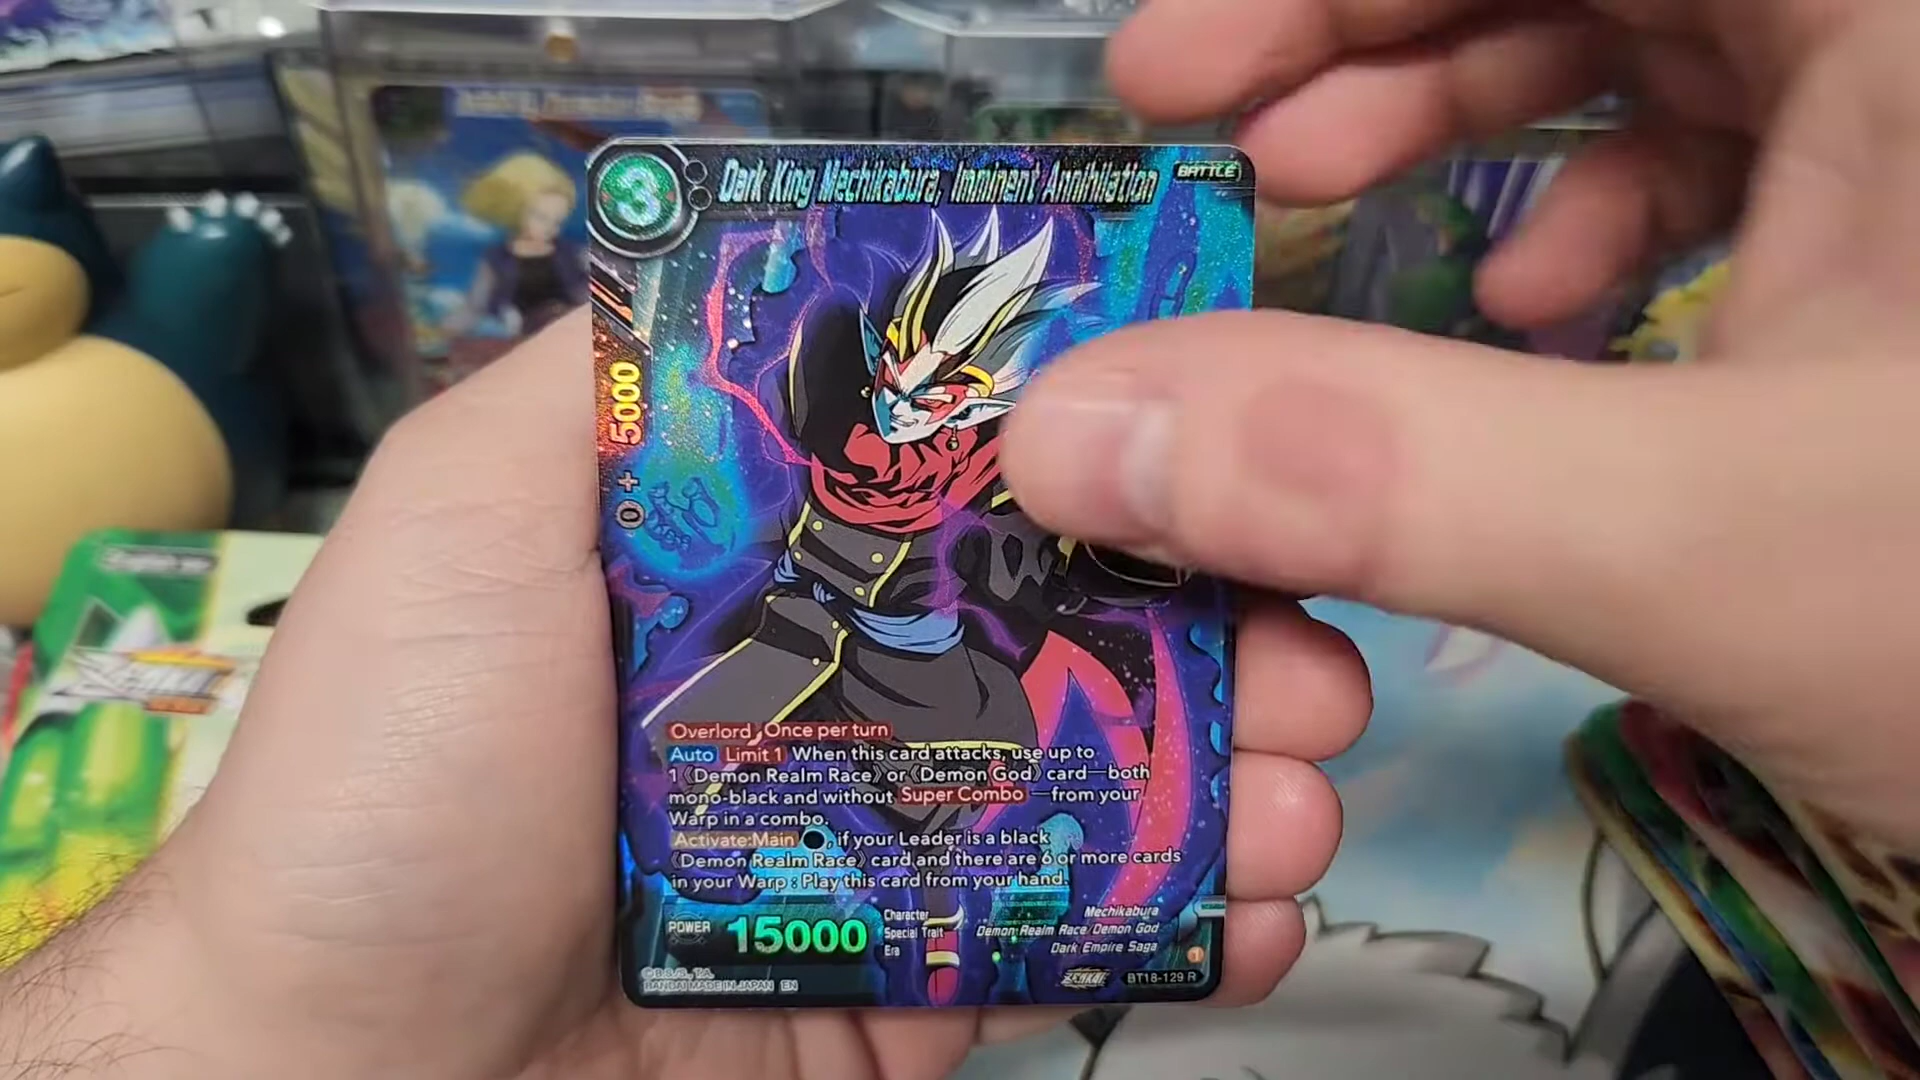 3
Dark King Mechikabura, Imminent Annihilation
BATTLE
5000
0 +
Overlord Once per turn
Auto Limit 1 When this card attacks, use up to
1 《Demon Realm Race》 or 《Demon God》 card—both
mono-black and without Super Combo —from your
Warp in a combo.
Activate:Main , if your Leader is a black
《Demon Realm Race》 card and there are 6 or more cards
in your Warp : Play this card from your hand.
POWER 15000
Character Mechikabura
Special Trait Demon Realm Race/Demon God
Era Dark Empire Saga
1
©B.S./S., T.A.
BANDAI MADE IN JAPAN EN
ZENKAI BT18-129 R
ZENKAI